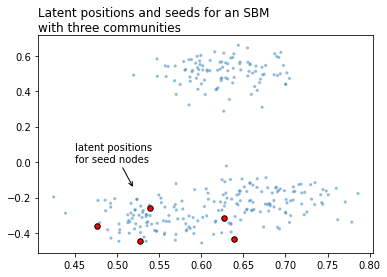 Latent positions and seeds for an SBM
with three communities
0.6
0.4
0.2
0.0
−0.2
−0.4
latent positions
for seed nodes
0.45 0.50 0.55 0.60 0.65 0.70 0.75 0.80